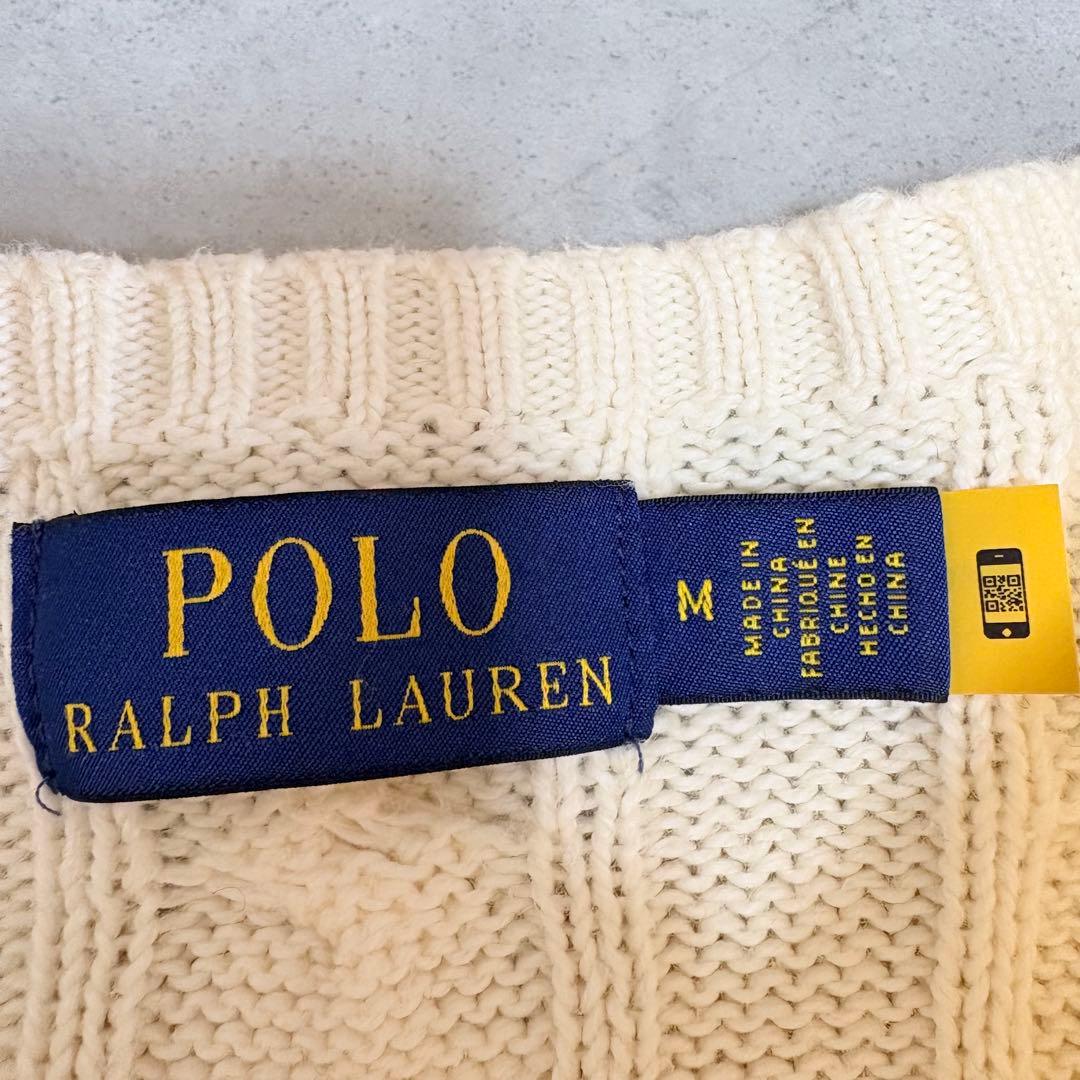 POLO
RALPH LAUREN
M
MADE IN
CHINA
FABRIQUÉ EN
CHINE
HECHO EN
CHINA